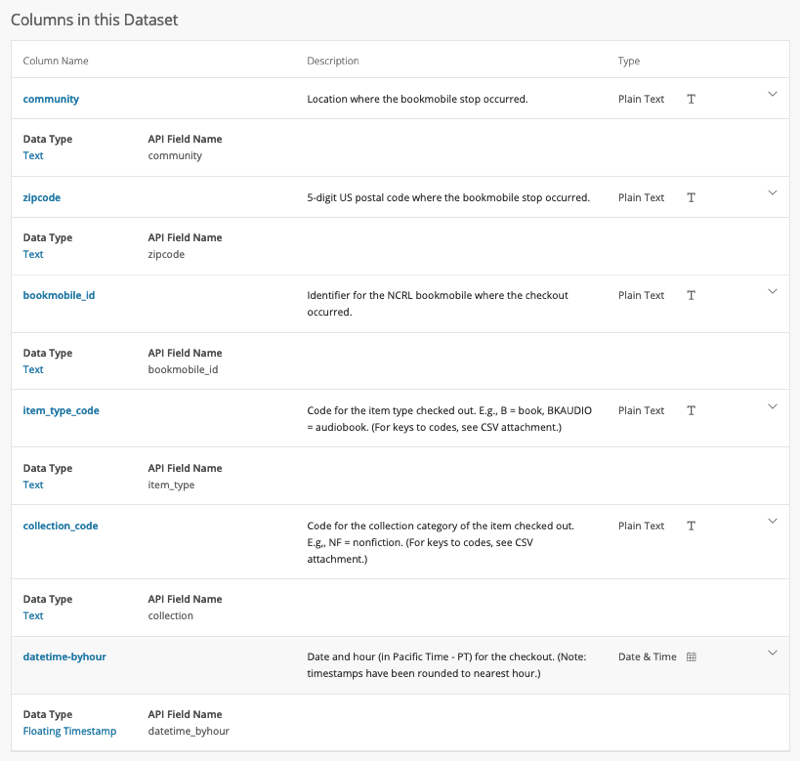 Columns in this Dataset
Column Name Description Type
community Location where the bookmobile stop occurred. Plain Text T
Data Type API Field Name
Text community
zipcode 5-digit US postal code where the bookmobile stop occurred. Plain Text T
Data Type API Field Name
Text zipcode
bookmobile_id Identifier for the NCRL bookmobile where the checkout Plain Text T
occurred.
Data Type API Field Name
Text bookmobile_id
item_type_code Code for the item type checked out. E.g., B = book, BKAUDIO Plain Text T
= audiobook. (For keys to codes, see CSV attachment.)
Data Type API Field Name
Text item_type
collection_code Code for the collection category of the item checked out. Plain Text T
E.g,, NF = nonfiction. (For keys to codes, see CSV
attachment.)
Data Type API Field Name
Text collection
datetime-byhour Date and hour (in Pacific Time - PT) for the checkout. (Note: Date & Time
timestamps have been rounded to nearest hour.)
Data Type API Field Name
Floating Timestamp datetime_byhour